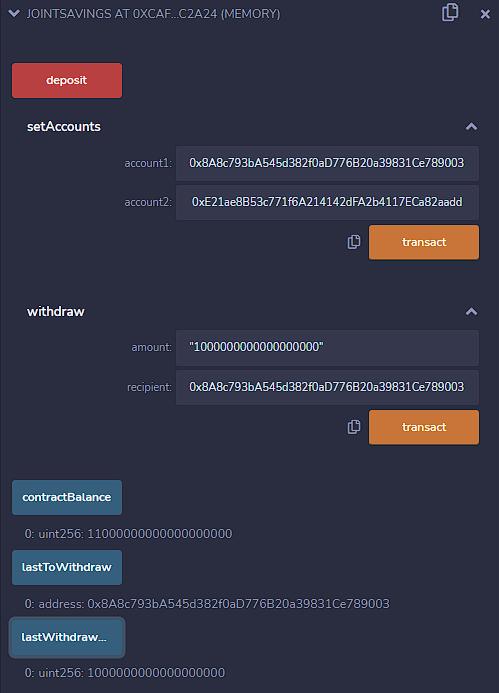 JOINTSAVINGS AT 0XCAF...C2A24 (MEMORY)
deposit
setAccounts
account1: 0x8A8c793bA545d382f0aD776B20a39831Ce789003
account2: 0xE21ae8B53c771f6A214142dFA2b4117ECa82aadd
transact
withdraw
amount: "1000000000000000000"
recipient: 0x8A8c793bA545d382f0aD776B20a39831Ce789003
transact
contractBalance
0: uint256: 11000000000000000000
lastToWithdraw
0: address: 0x8A8c793bA545d382f0aD776B20a39831Ce789003
lastWithdraw...
0: uint256: 1000000000000000000